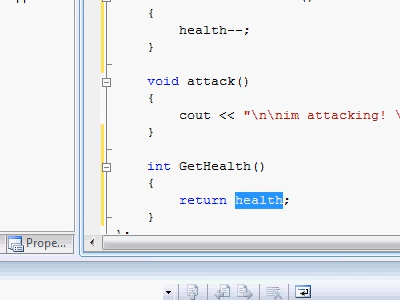 {
health--;
}
void attack()
{
cout << "\n\nim attacking! \
}
int GetHealth()
{
return health;
}
};
Prope...